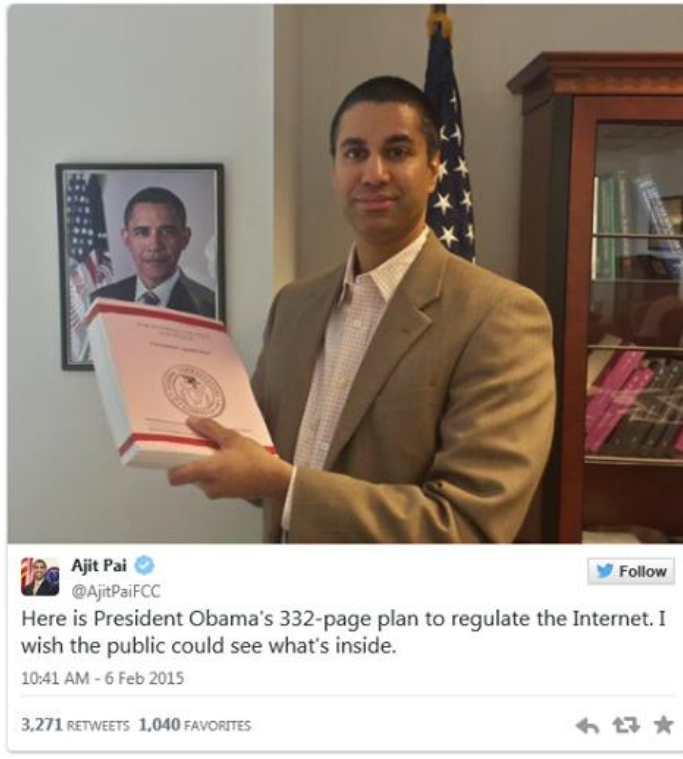 Ajit Pai
@AjitPaiFCC
Follow
Here is President Obama's 332-page plan to regulate the Internet. I
wish the public could see what's inside.
10:41 AM - 6 Feb 2015
3,271 RETWEETS 1,040 FAVORITES